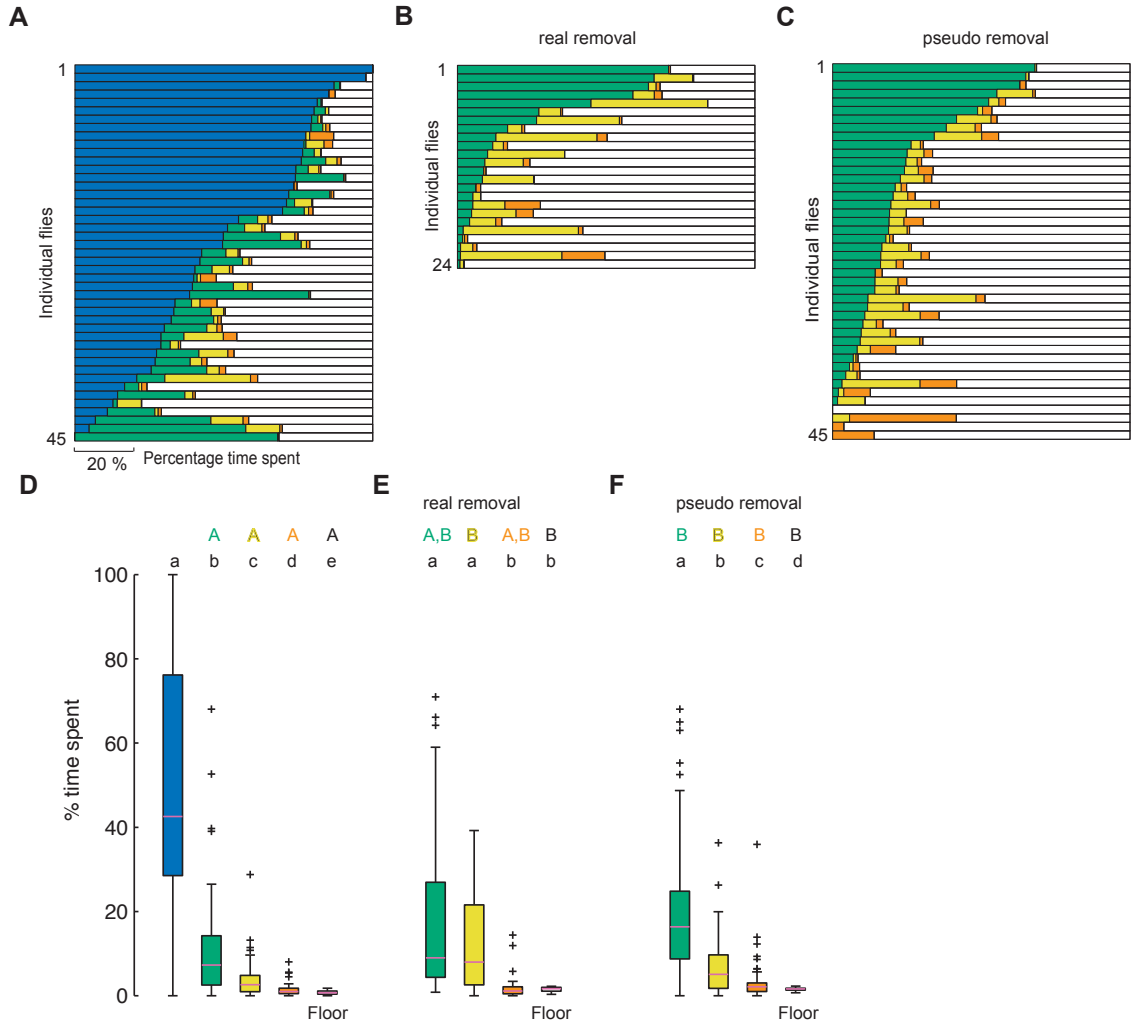 A
B
C
real removal
pseudo removal
1
1
1
Individual flies
Individual flies
Individual flies
24
45
45
20 %
Percentage time spent
D
E
F
real removal
pseudo removal
A A A A
A,B B A,B B
B B B B
a b c d e
a a b b
a b c d
100
80
60
40
20
0
% time spent
Floor
Floor
Floor